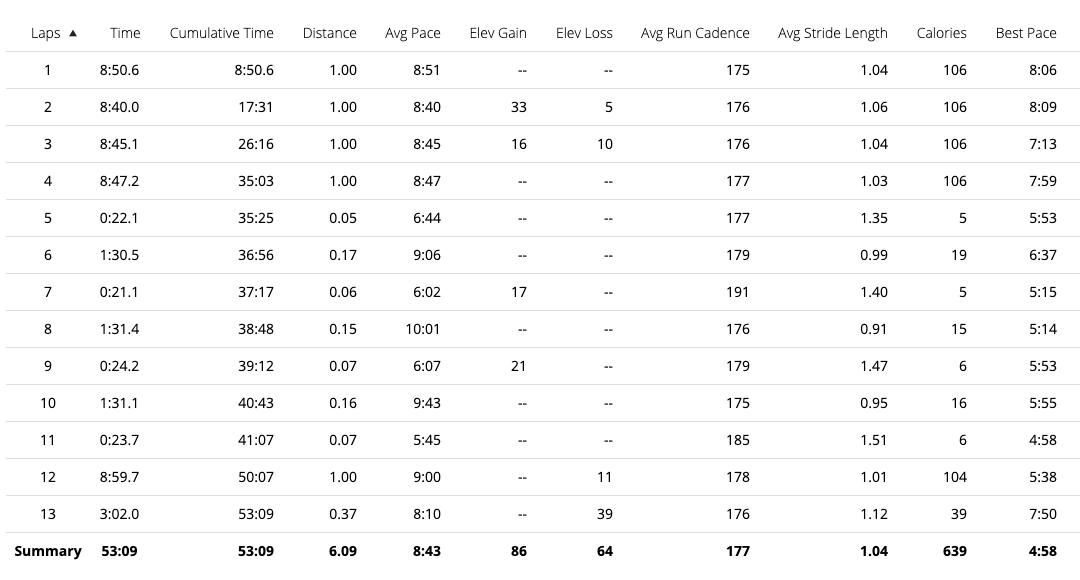 Laps ▲ Time Cumulative Time Distance Avg Pace Elev Gain Elev Loss Avg Run Cadence Avg Stride Length Calories Best Pace
1 8:50.6 8:50.6 1.00 8:51 -- -- 175 1.04 106 8:06
2 8:40.0 17:31 1.00 8:40 33 5 176 1.06 106 8:09
3 8:45.1 26:16 1.00 8:45 16 10 176 1.04 106 7:13
4 8:47.2 35:03 1.00 8:47 -- -- 177 1.03 106 7:59
5 0:22.1 35:25 0.05 6:44 -- -- 177 1.35 5 5:53
6 1:30.5 36:56 0.17 9:06 -- -- 179 0.99 19 6:37
7 0:21.1 37:17 0.06 6:02 17 -- 191 1.40 5 5:15
8 1:31.4 38:48 0.15 10:01 -- -- 176 0.91 15 5:14
9 0:24.2 39:12 0.07 6:07 21 -- 179 1.47 6 5:53
10 1:31.1 40:43 0.16 9:43 -- -- 175 0.95 16 5:55
11 0:23.7 41:07 0.07 5:45 -- -- 185 1.51 6 4:58
12 8:59.7 50:07 1.00 9:00 -- 11 178 1.01 104 5:38
13 3:02.0 53:09 0.37 8:10 -- 39 176 1.12 39 7:50
Summary 53:09 53:09 6.09 8:43 86 64 177 1.04 639 4:58